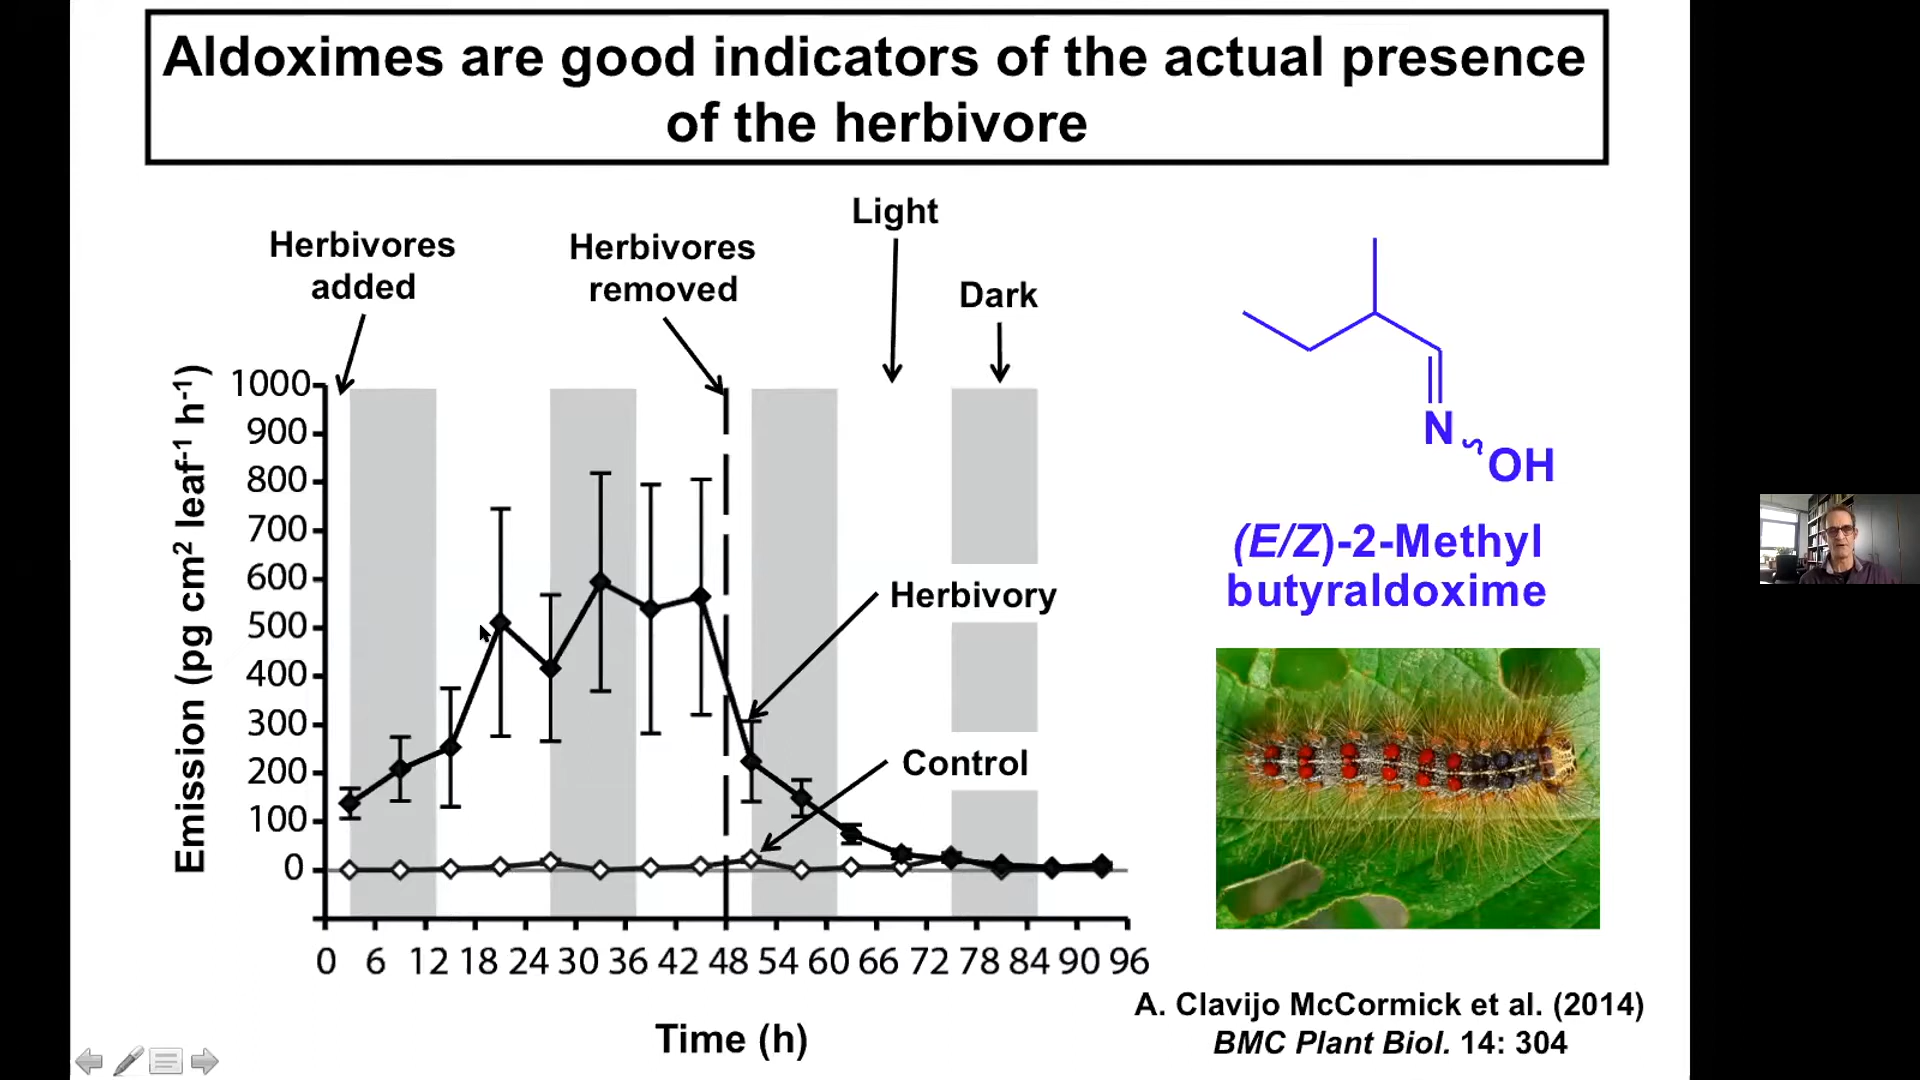 Aldoximes are good indicators of the actual presence
of the herbivore
Light
Herbivores
added
Herbivores
removed
Dark
Emission (pg cm² leaf⁻¹ h⁻¹)
1000
900
800
700
600
500
400
300
200
100
0
Herbivory
Control
0 6 12 18 24 30 36 42 48 54 60 66 72 78 84 90 96
Time (h)
N
OH
(E/Z)-2-Methyl
butyraldoxime
A. Clavijo McCormick et al. (2014)
BMC Plant Biol. 14: 304